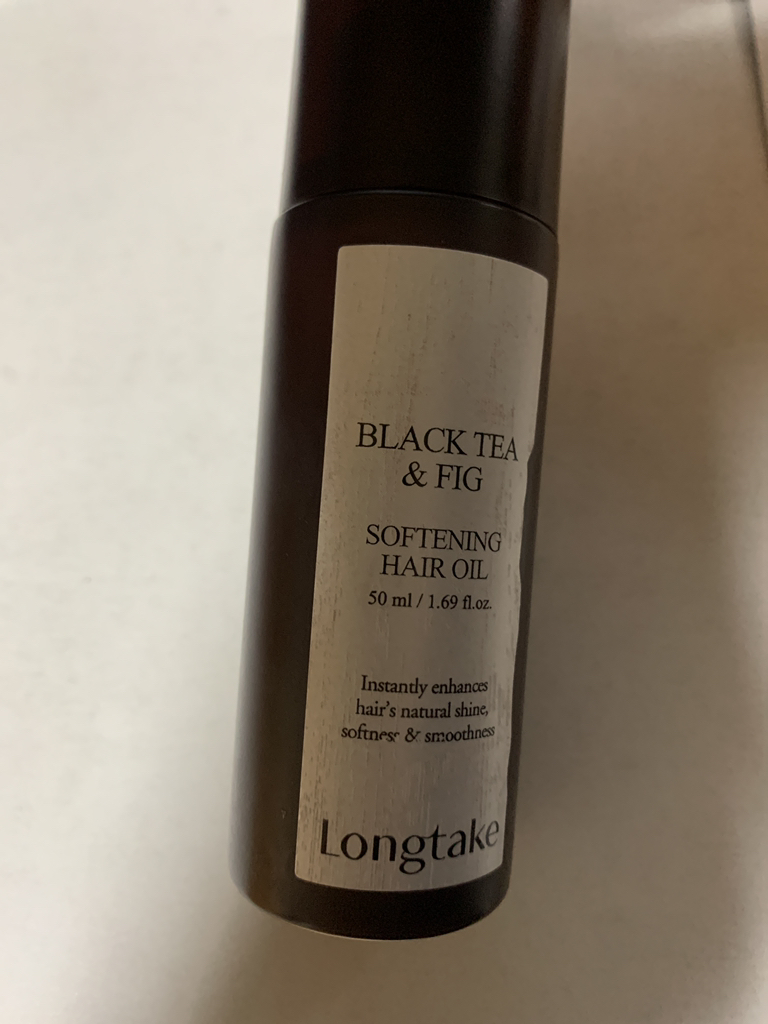 BLACK TEA
& FIG
SOFTENING
HAIR OIL
50 ml / 1.69 fl.oz.
Instantly enhances
hair's natural shine,
softness & smoothness
Longtake